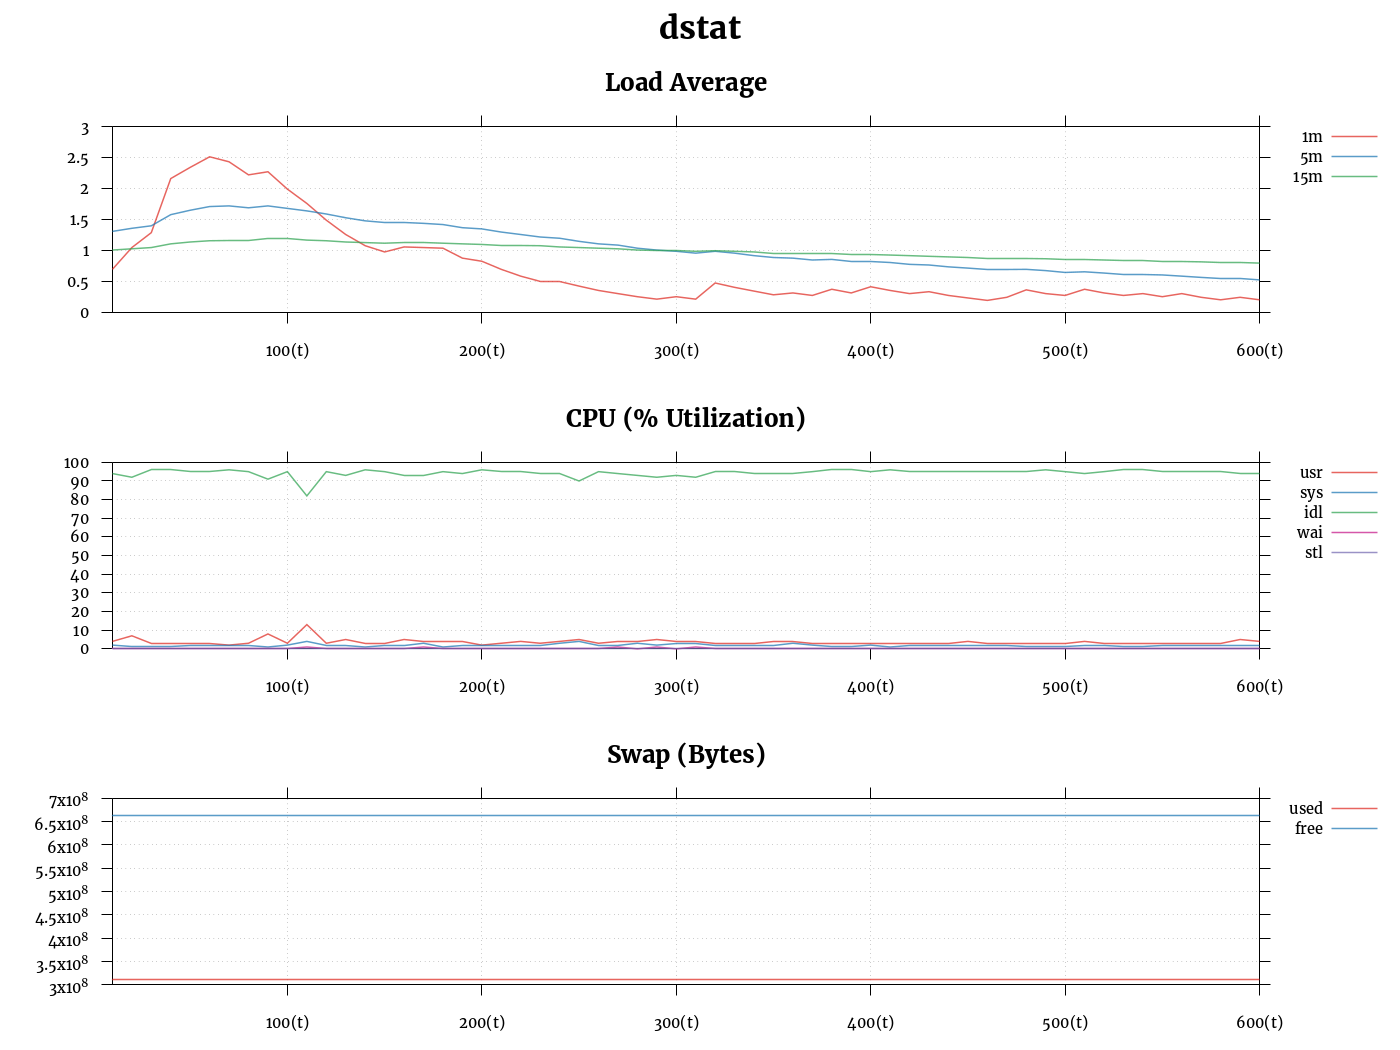 dstat
Load Average
3
2.5
2
1.5
1
0.5
0
100(t) 200(t) 300(t) 400(t) 500(t) 600(t)
1m
5m
15m
CPU (% Utilization)
100
90
80
70
60
50
40
30
20
10
0
100(t) 200(t) 300(t) 400(t) 500(t) 600(t)
usr
sys
idl
wai
stl
Swap (Bytes)
7x10⁸
6.5x10⁸
6x10⁸
5.5x10⁸
5x10⁸
4.5x10⁸
4x10⁸
3.5x10⁸
3x10⁸
100(t) 200(t) 300(t) 400(t) 500(t) 600(t)
used
free